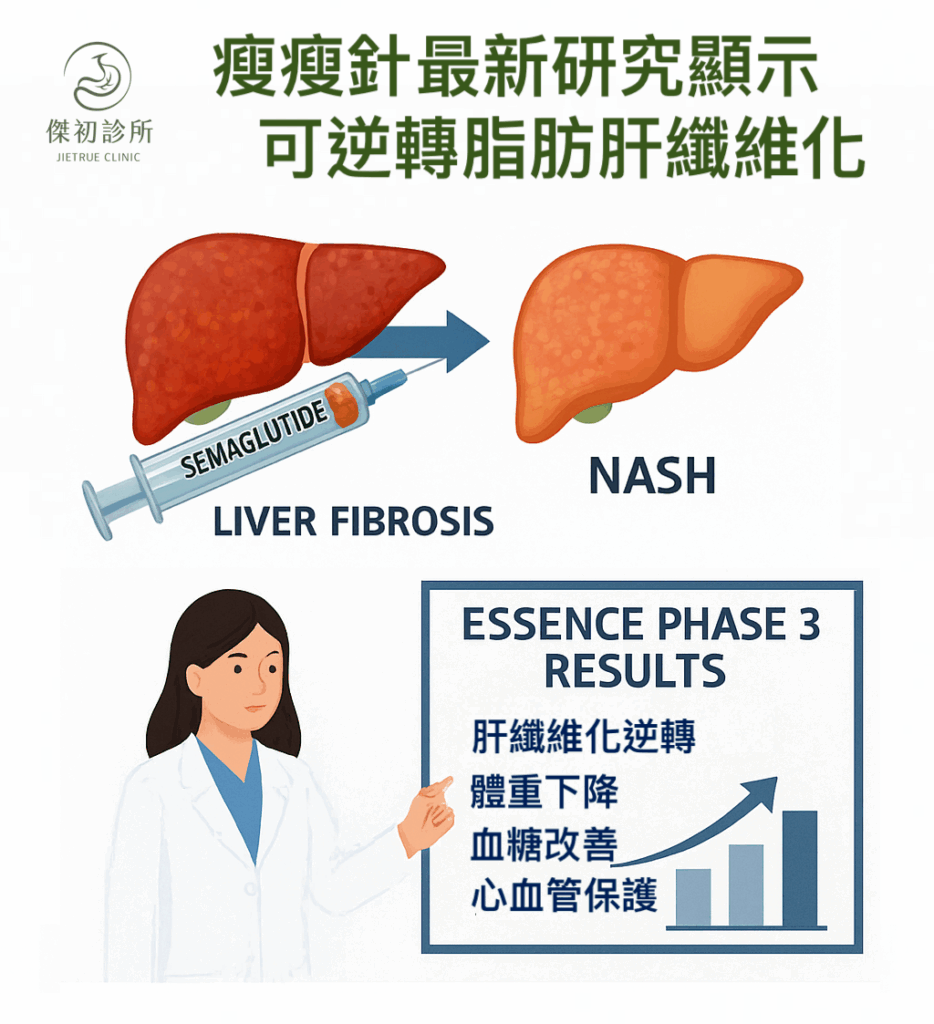 傑初診所
JIETRUE CLINIC
瘦瘦針最新研究顯示
可逆轉脂肪肝纖維化
SEMAGLUTIDE
LIVER FIBROSIS
NASH
ESSENCE PHASE 3
RESULTS
肝纖維化逆轉
體重下降
血糖改善
心血管保護